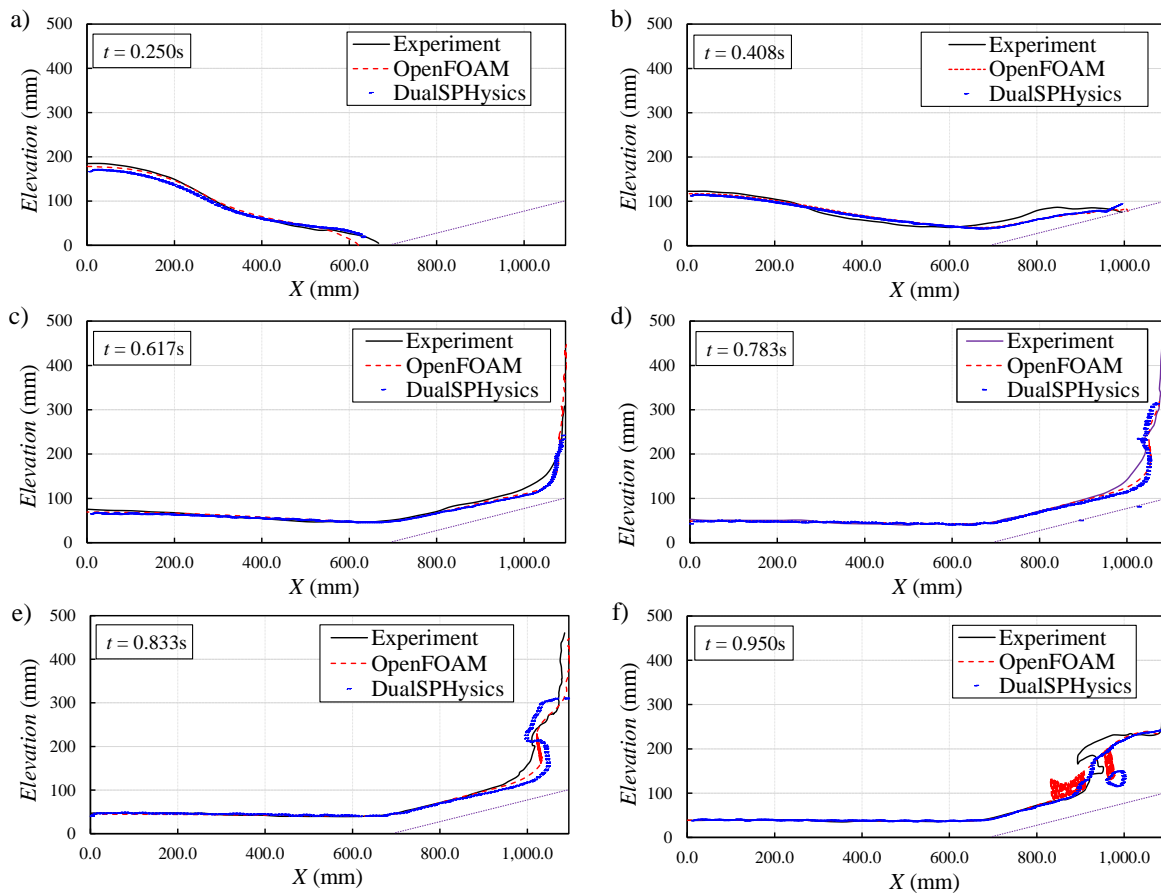 a)
t = 0.250s
Experiment
OpenFOAM
DualSPHysics
Elevation (mm)
500
400
300
200
100
0
0.0 200.0 400.0 600.0 800.0 1,000.0
X (mm)
b)
t = 0.408s
Experiment
OpenFOAM
DualSPHysics
Elevation (mm)
500
400
300
200
100
0
0.0 200.0 400.0 600.0 800.0 1,000.0
X (mm)
c)
t = 0.617s
Experiment
OpenFOAM
DualSPHysics
Elevation (mm)
500
400
300
200
100
0
0.0 200.0 400.0 600.0 800.0 1,000.0
X (mm)
d)
t = 0.783s
Experiment
OpenFOAM
DualSPHysics
Elevation (mm)
500
400
300
200
100
0
0.0 200.0 400.0 600.0 800.0 1,000.0
X (mm)
e)
t = 0.833s
Experiment
OpenFOAM
DualSPHysics
Elevation (mm)
500
400
300
200
100
0
0.0 200.0 400.0 600.0 800.0 1,000.0
X (mm)
f)
t = 0.950s
Experiment
OpenFOAM
DualSPHysics
Elevation (mm)
500
400
300
200
100
0
0.0 200.0 400.0 600.0 800.0 1,000.0
X (mm)